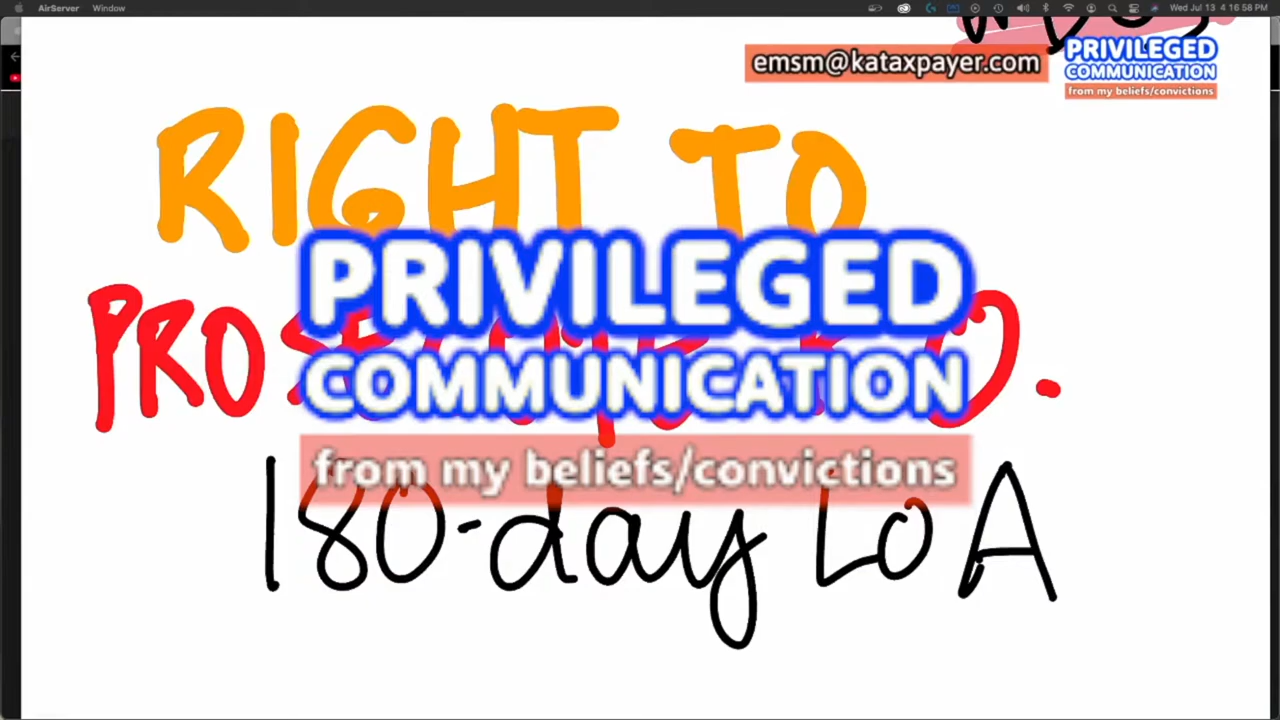 AirServer Window
Wed Jul 13 4:16:58 PM
emsm@kataxpayer.com
PRIVILEGED
COMMUNICATION
from my beliefs/convictions
RIGHT TO
PRIVILEGED
COMMUNICATION
from my beliefs/convictions
180-day LOA